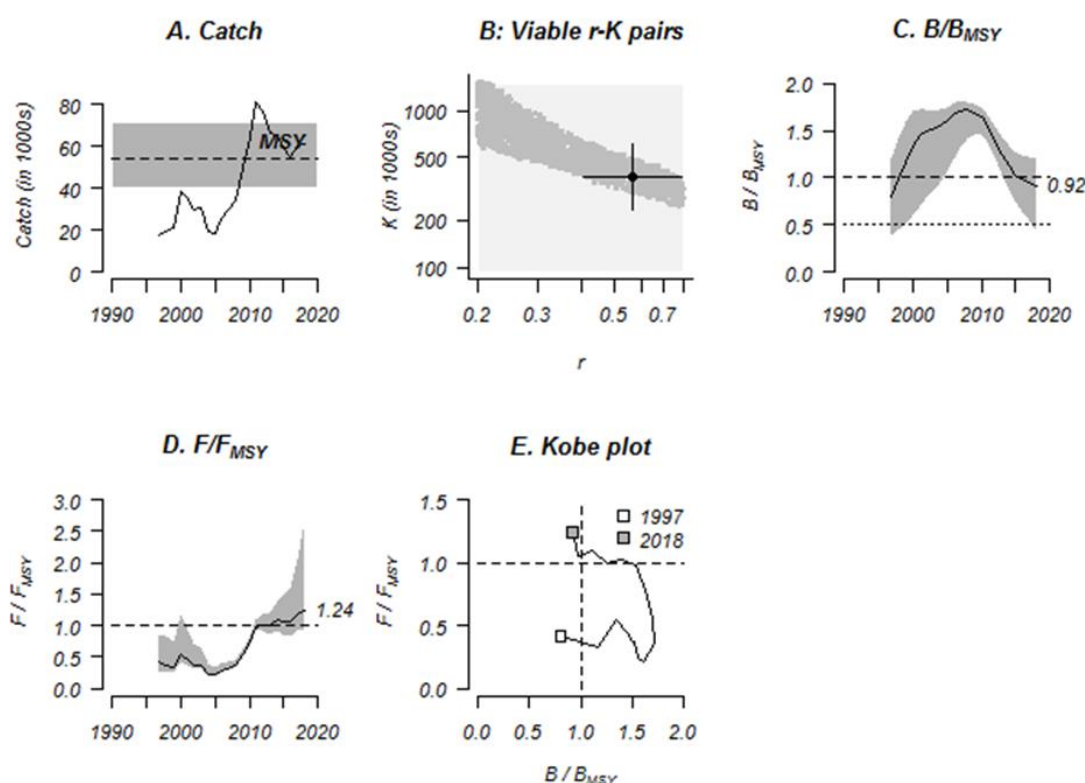 A. Catch
Catch (in 1000s)
80
60
40
20
0
MSY
1990 2000 2010 2020
B: Viable r-K pairs
K (in 1000s)
1000
500
200
100
0.2 0.3 0.5 0.7
r
C. B/BMSY
B / BMSY
2.0
1.5
1.0
0.5
0.0
0.92
1990 2000 2010 2020
D. F/FMSY
F / FMSY
3.0
2.5
2.0
1.5
1.0
0.5
0.0
1.24
1990 2000 2010 2020
E. Kobe plot
F / FMSY
1.5
1.0
0.5
0.0
1997
2018
0.0 0.5 1.0 1.5 2.0
B / BMSY